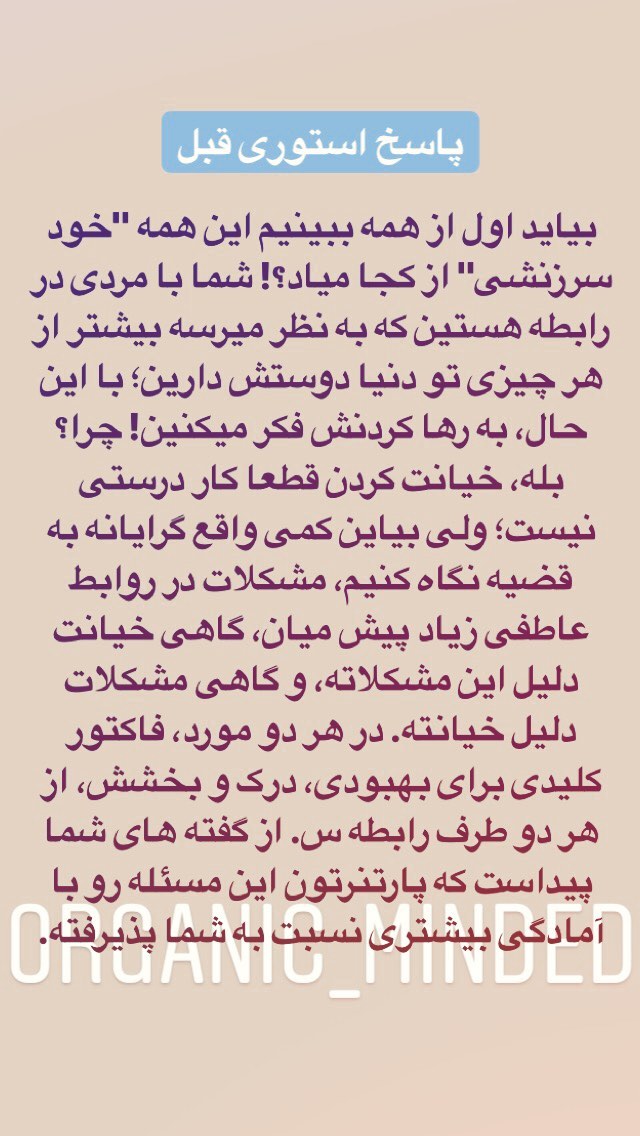 پاسخ استوری قبل
بیاید اول از همه ببینیم این همه "خود
سرزنشی" از کجا میاد؟! شما با مردی در
رابطه هستین که به نظر میرسه بیشتر از
هر چیزی تو دنیا دوستش دارین؛ با این
حال، به رها کردنش فکر میکنین! چرا؟
بله، خیانت کردن قطعا کار درستی
نیست؛ ولی بیاین کمی واقع گرایانه به
قضیه نگاه کنیم، مشکلات در روابط
عاطفی زیاد پیش میان، گاهی خیانت
دلیل این مشکلاته، و گاهی مشکلات
دلیل خیانته. در هر دو مورد، فاکتور
کلیدی برای بهبودی، درک و بخشش، از
هر دو طرف رابطه س. از گفته های شما
پیداست که پارتنرتون این مسئله رو با
آمادگی بیشتری نسبت به شما پذیرفته.
ORGANIC_MINDED